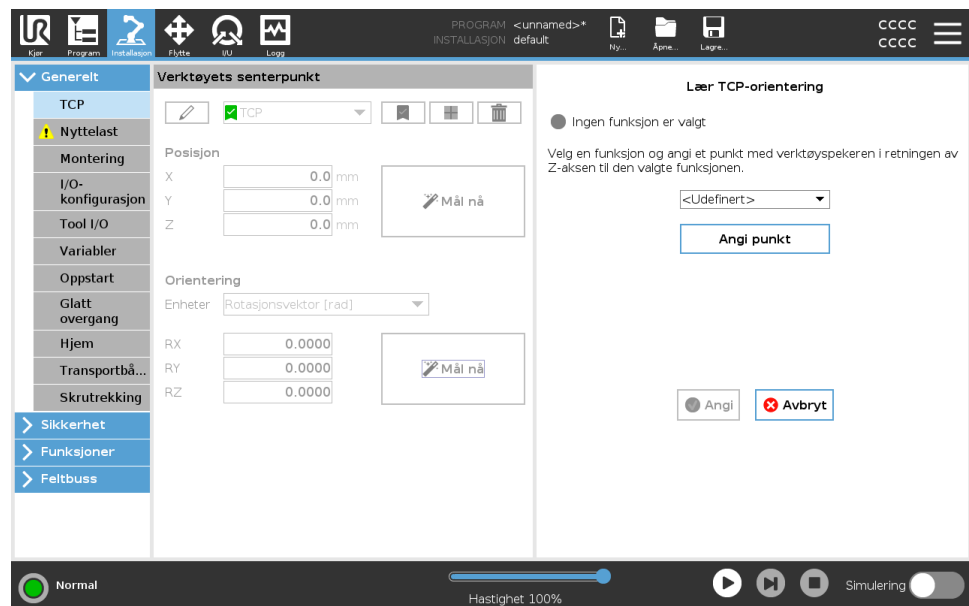 PROGRAM <unnamed>*
INSTALLASJON default
Kjør
Program
Installasjon
Flytte
I/U
Logg
Ny...
Åpne...
Lagre...
CCCC
CCCC
Generelt
TCP
Nyttelast
Montering
I/O-
konfigurasjon
Tool I/O
Variabler
Oppstart
Glatt
overgang
Hjem
Transportbå...
Skrutrekking
Sikkerhet
Funksjoner
Feltbuss
Verktøyets senterpunkt
TCP
Posisjon
X 0.0 mm
Y 0.0 mm
Z 0.0 mm
Mål nå
Orientering
Enheter Rotasjonsvektor [rad]
RX 0.0000
RY 0.0000
RZ 0.0000
Mål nå
Lær TCP-orientering
Ingen funksjon er valgt
Velg en funksjon og angi et punkt med verktøyspekeren i retningen av
Z-aksen til den valgte funksjonen.
<Udefinert>
Angi punkt
Angi
Avbryt
Normal
Hastighet 100%
Simulering